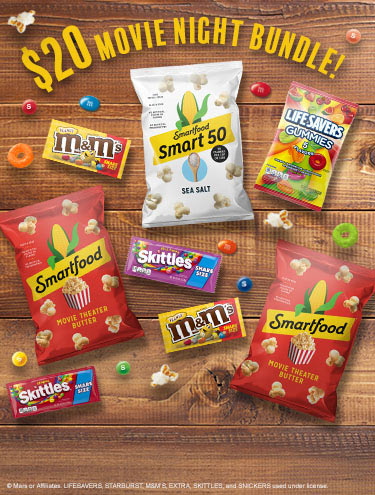 $20 MOVIE NIGHT BUNDLE!
Smartfood
Smart 50
SEA SALT
PEANUT
m&m's
LIFE SAVERS
GUMMIES
5
Smartfood
MOVIE THEATER
BUTTER
Skittles
SHARE
SIZE
m&m's
Smartfood
MOVIE THEATER
BUTTER
Skittles
SHARE
SIZE
© Mars or Affiliates. LIFESAVERS, STARBURST, M&M'S, EXTRA, SKITTLES, and SNICKERS used under license.